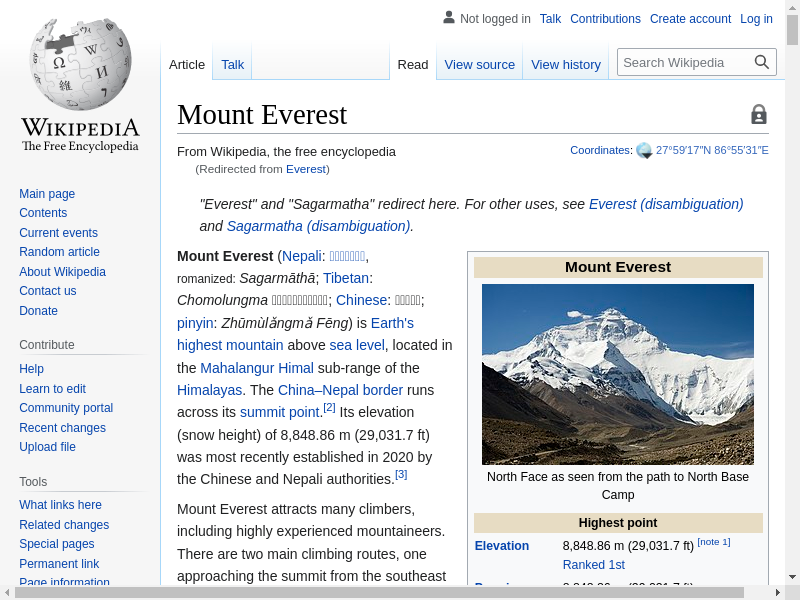 Not logged in Talk Contributions Create account Log in
Article Talk Read View source View history Search Wikipedia
WIKIPEDIA
The Free Encyclopedia
Main page
Contents
Current events
Random article
About Wikipedia
Contact us
Donate
Contribute
Help
Learn to edit
Community portal
Recent changes
Upload file
Tools
What links here
Related changes
Special pages
Permanent link
Page information
Mount Everest
From Wikipedia, the free encyclopedia
Coordinates: 27°59′17″N 86°55′31″E
(Redirected from Everest)
"Everest" and "Sagarmatha" redirect here. For other uses, see Everest (disambiguation)
and Sagarmatha (disambiguation).
Mount Everest (Nepali:
romanized: Sagarmāthā; Tibetan:
Chomolungma ; Chinese: ;
pinyin: Zhūmùlǎngmǎ Fēng) is Earth's
highest mountain above sea level, located in
the Mahalangur Himal sub-range of the
Himalayas. The China–Nepal border runs
across its summit point.[2] Its elevation
(snow height) of 8,848.86 m (29,031.7 ft)
was most recently established in 2020 by
the Chinese and Nepali authorities.[3]
Mount Everest attracts many climbers,
including highly experienced mountaineers.
There are two main climbing routes, one
approaching the summit from the southeast
Mount Everest
North Face as seen from the path to North Base
Camp
Highest point
Elevation 8,848.86 m (29,031.7 ft) [note 1]
Ranked 1st